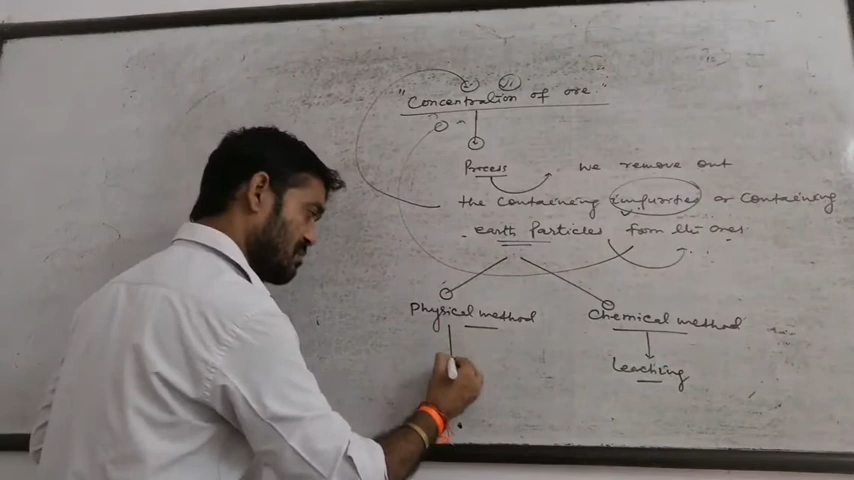 "Concentration of ore"
Process . we remove out
the containing impurities or containing
earth particles form the ores.
Physical method
Chemical method
Leaching